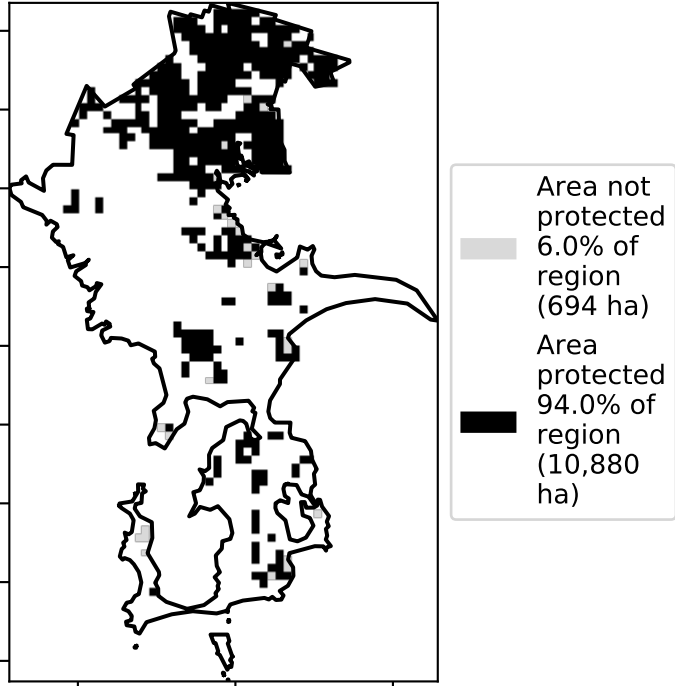 Area not
protected
6.0% of
region
(694 ha)
Area
protected
94.0% of
region
(10,880
ha)